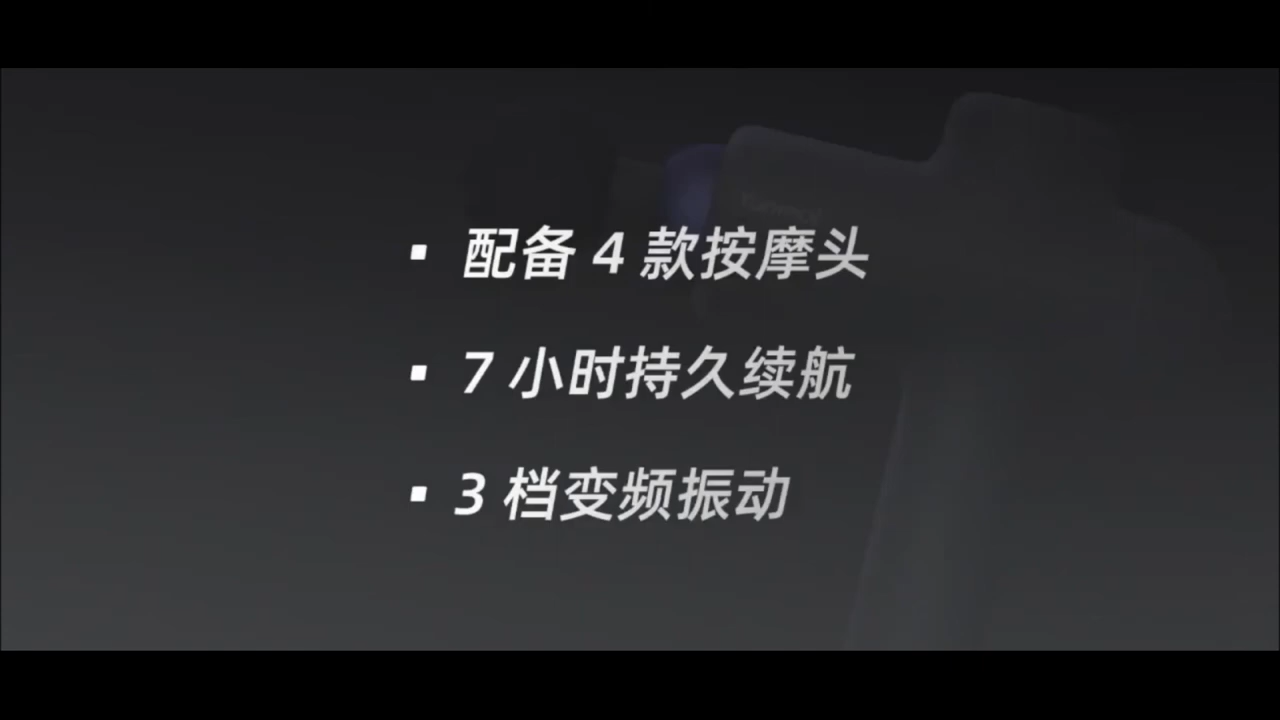 ▪ 配备 4 款按摩头
▪ 7 小时持久续航
▪ 3 档变频振动